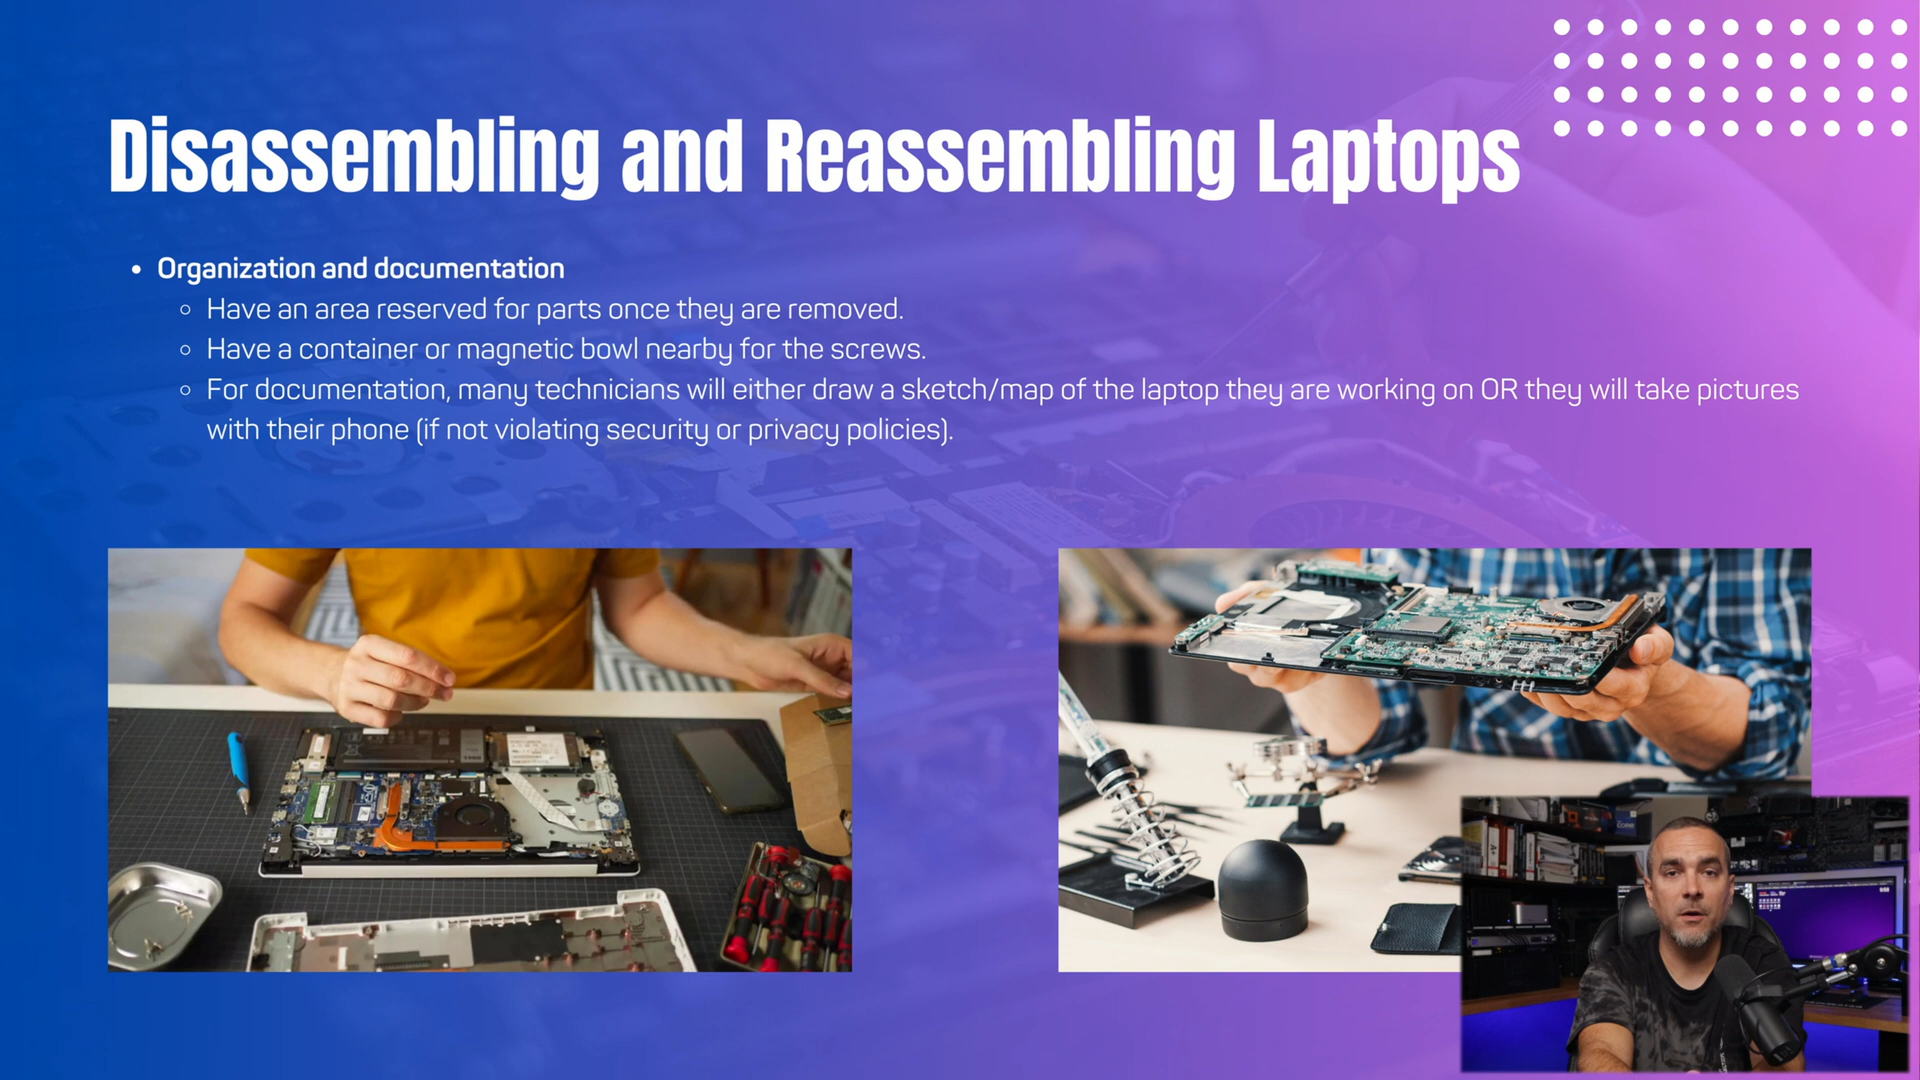 Disassembling and Reassembling Laptops
• Organization and documentation
○ Have an area reserved for parts once they are removed.
○ Have a container or magnetic bowl nearby for the screws.
○ For documentation, many technicians will either draw a sketch/map of the laptop they are working on OR they will take pictures
with their phone (if not violating security or privacy policies).